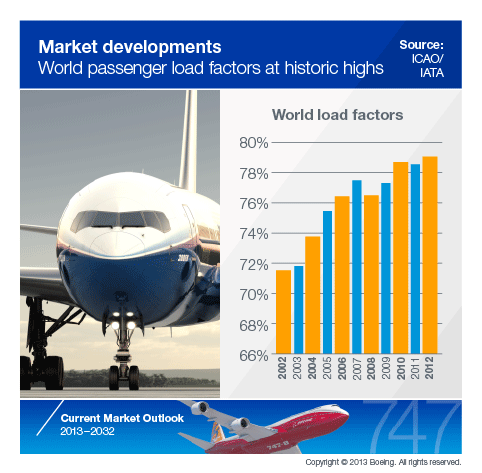 Market developments
World passenger load factors at historic highs
Source:
ICAO/
IATA
World load factors
80%
78%
76%
74%
72%
70%
68%
66%
2002
2003
2004
2005
2006
2007
2008
2009
2010
2011
2012
Current Market Outlook
2013–2032
747
747-8
Copyright © 2013 Boeing. All rights reserved.